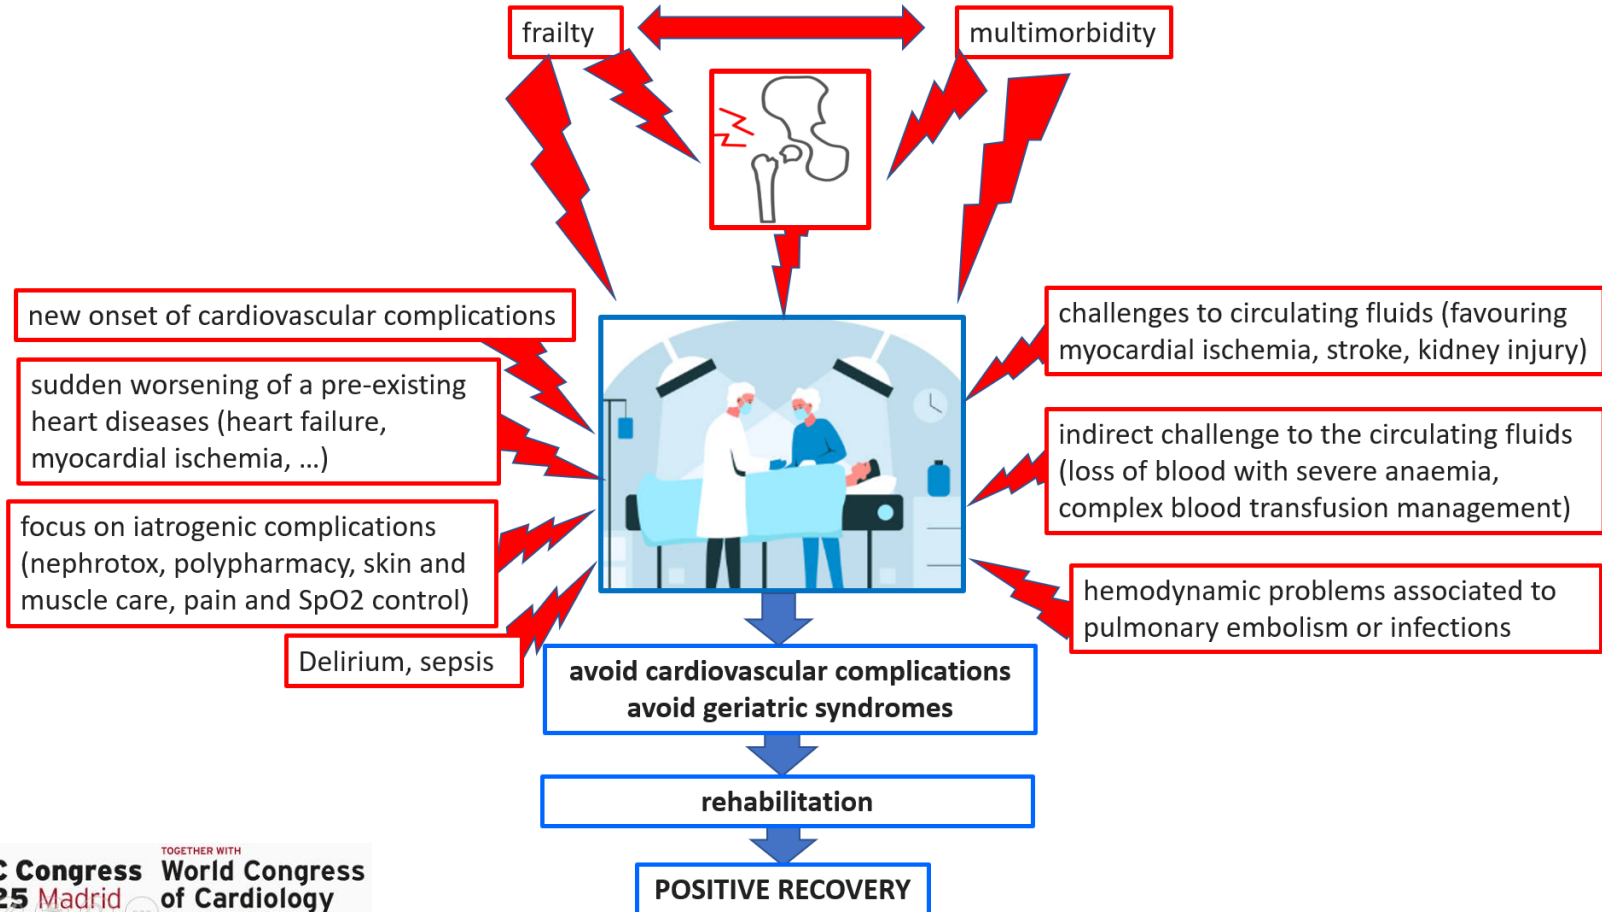 frailty
multimorbidity
new onset of cardiovascular complications
sudden worsening of a pre-existing
heart diseases (heart failure,
myocardial ischemia, ...)
focus on iatrogenic complications
(nephrotox, polypharmacy, skin and
muscle care, pain and SpO2 control)
Delirium, sepsis
challenges to circulating fluids (favouring
myocardial ischemia, stroke, kidney injury)
indirect challenge to the circulating fluids
(loss of blood with severe anaemia,
complex blood transfusion management)
hemodynamic problems associated to
pulmonary embolism or infections
avoid cardiovascular complications
avoid geriatric syndromes
rehabilitation
POSITIVE RECOVERY
C Congress
25 Madrid
TOGETHER WITH
World Congress
of Cardiology